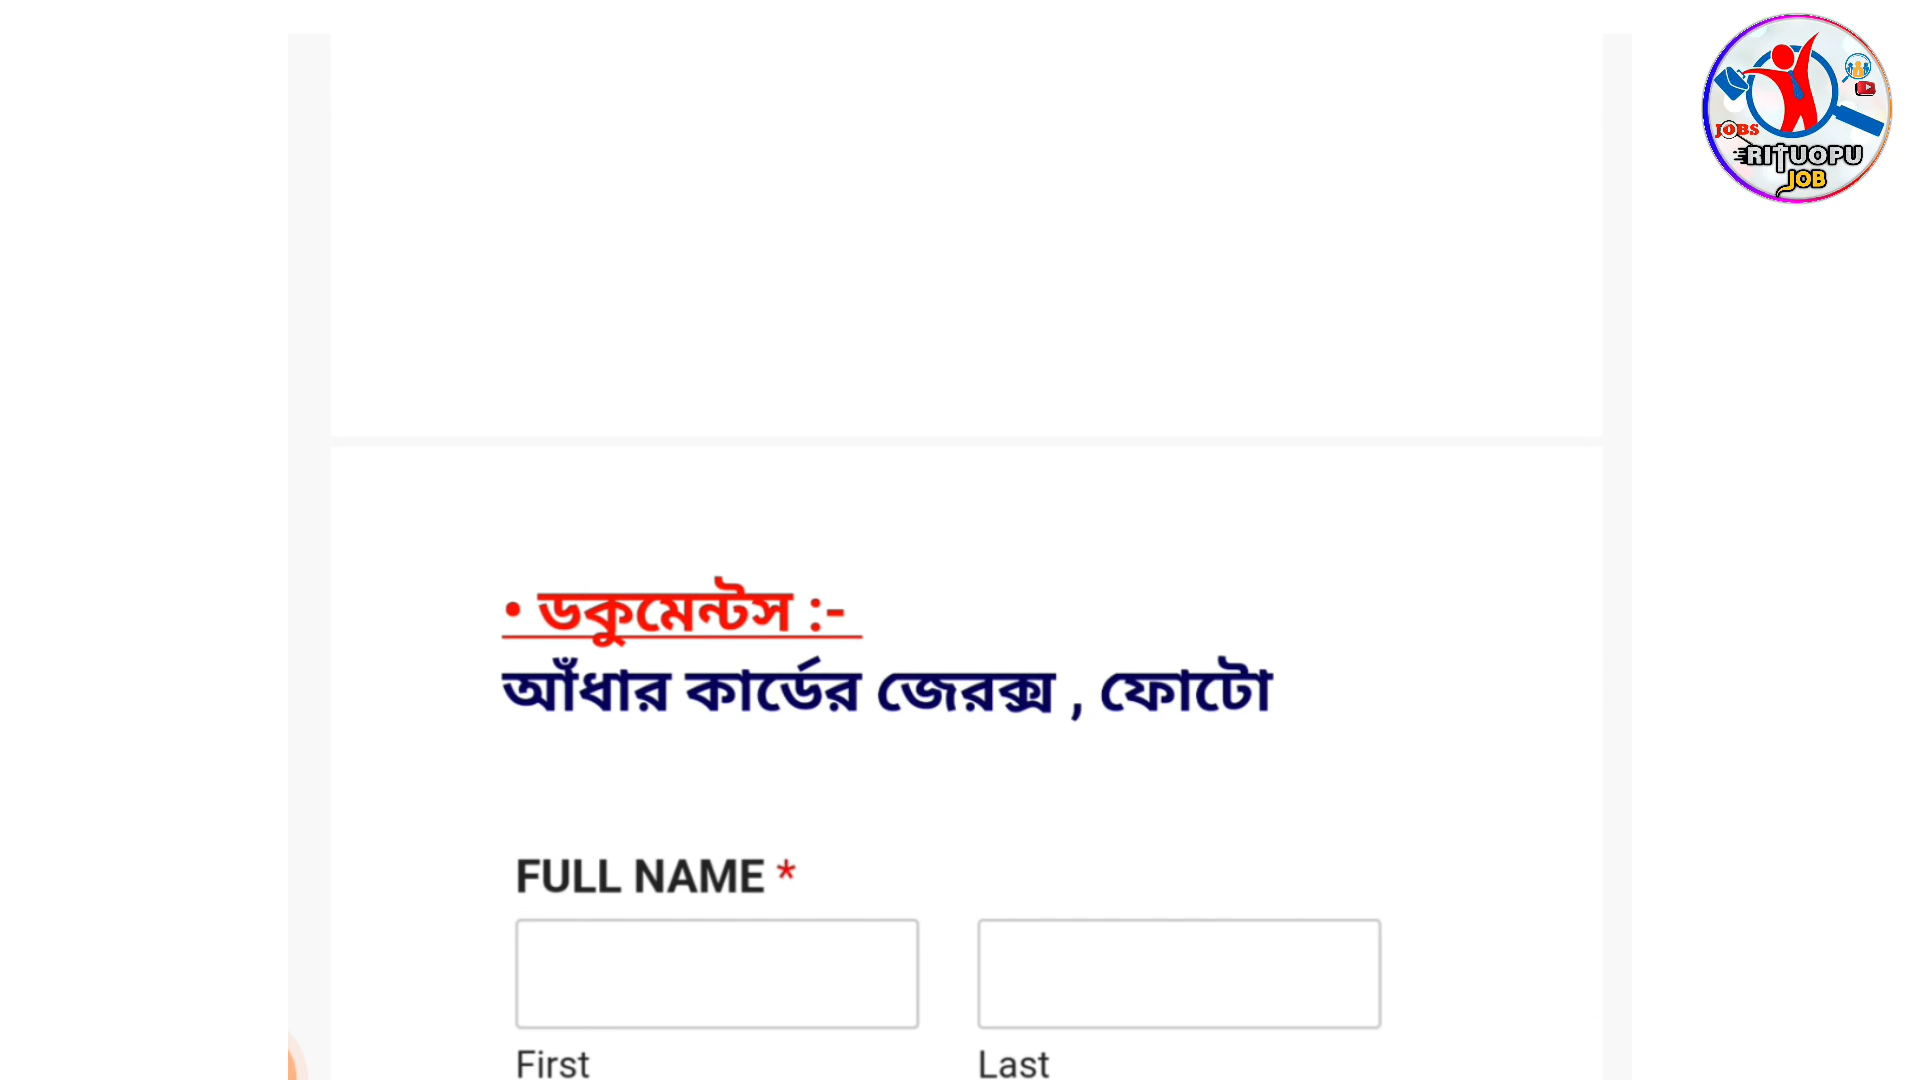 JOBS
RITUOPU
JOB
• ডকুমেন্টস :-
আঁধার কার্ডের জেরক্স , ফোটো
FULL NAME *
First
Last